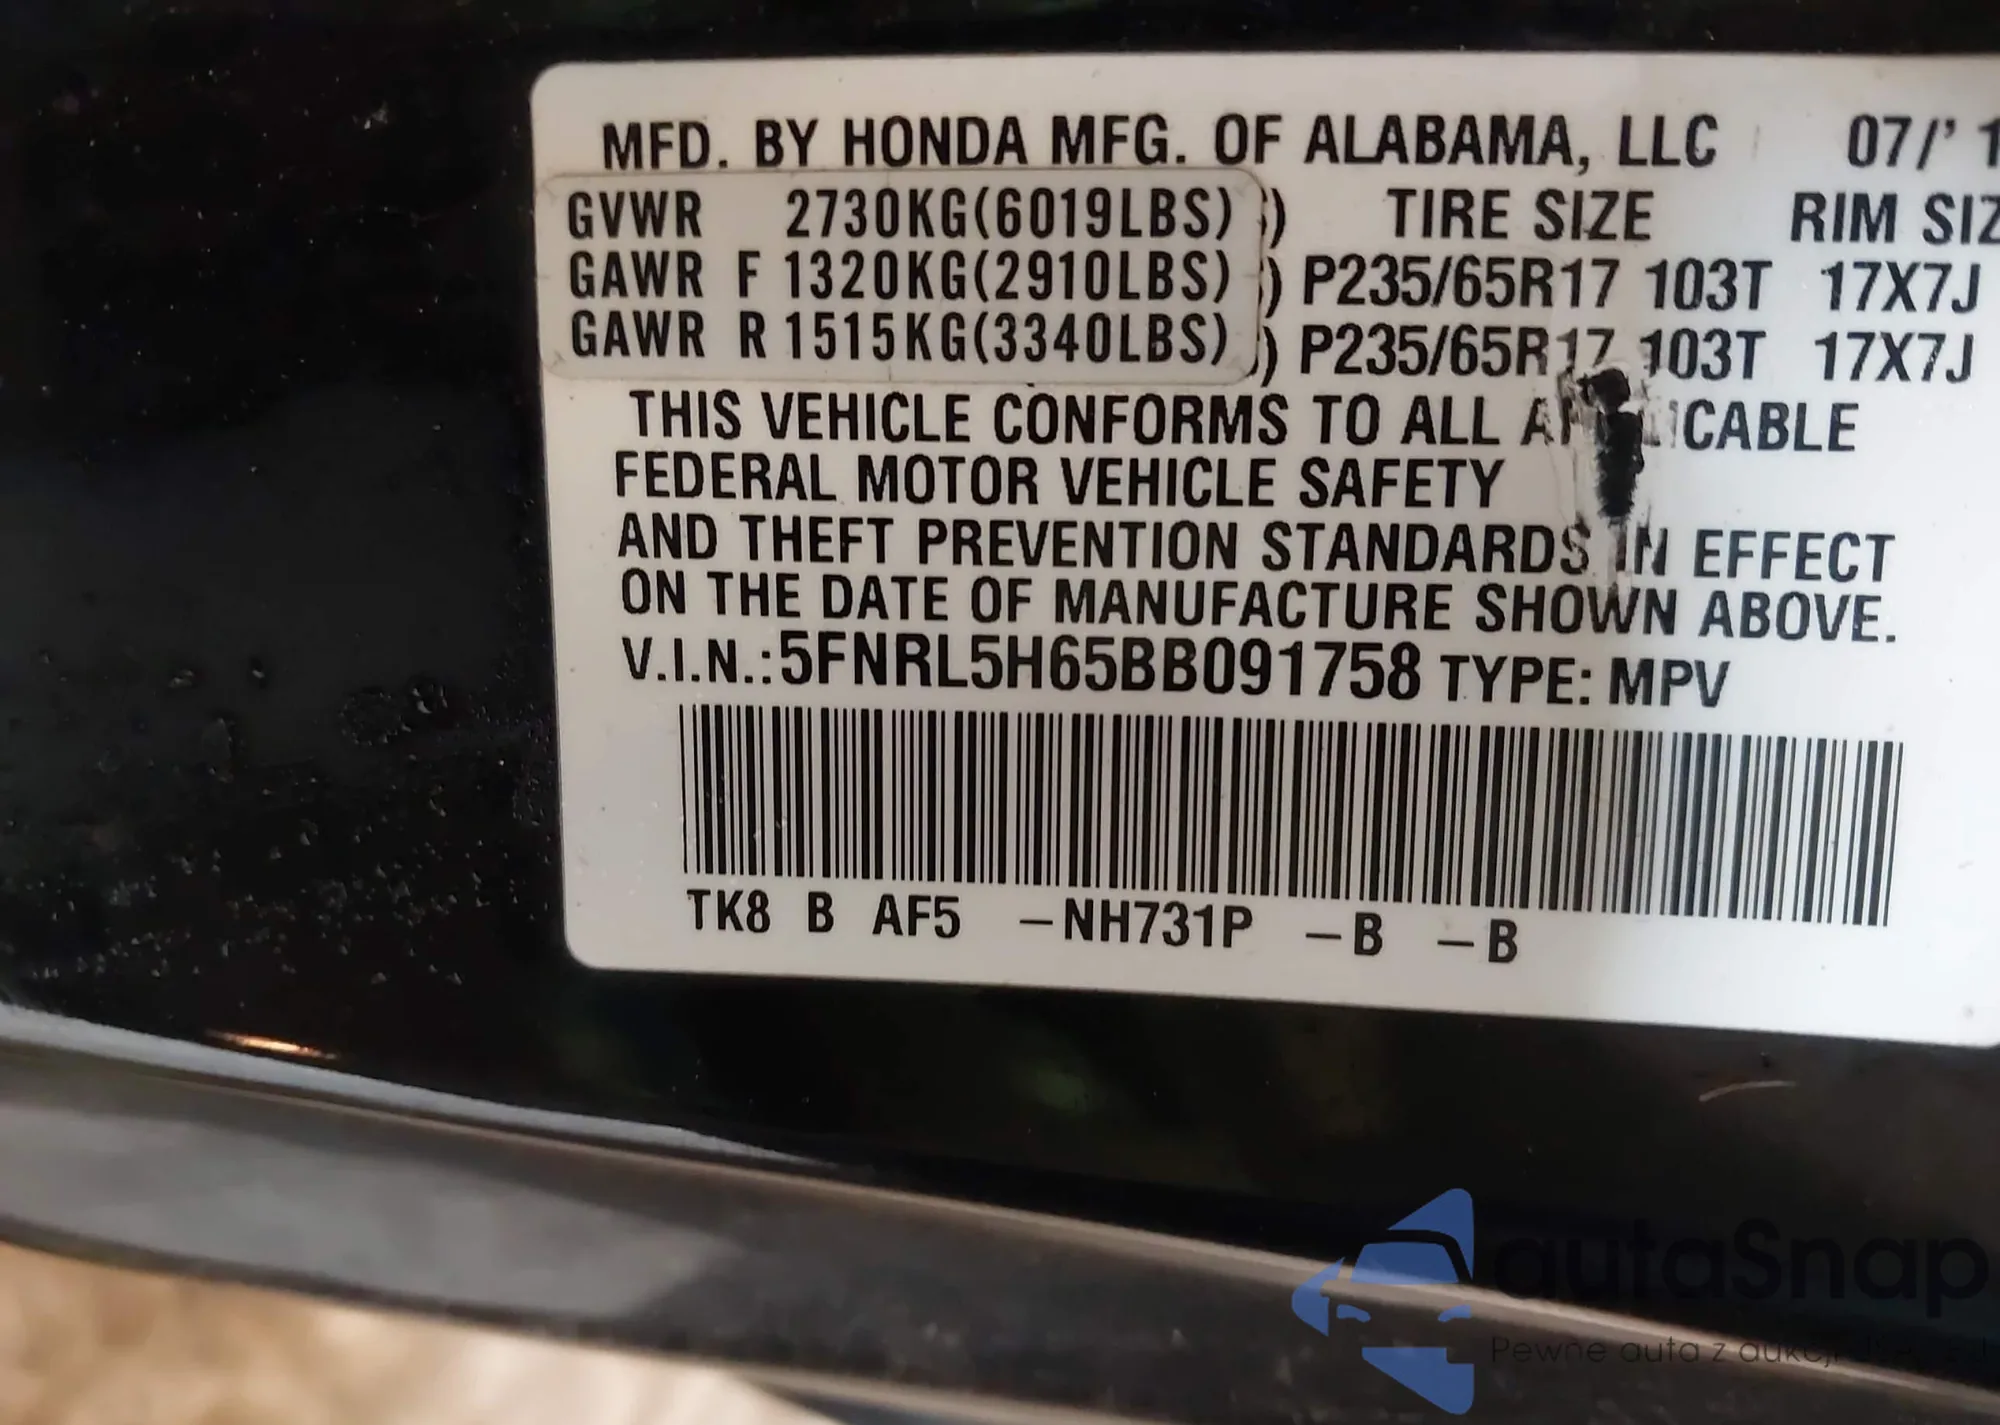 MFD. BY HONDA MFG. OF ALABAMA, LLC 07/' 1
GVWR 2730KG(6019LBS) ) TIRE SIZE RIM SIZ
GAWR F 1320KG(2910LBS) ) P235/65R17 103T 17X7J
GAWR R 1515KG(3340LBS) ) P235/65R17 103T 17X7J
THIS VEHICLE CONFORMS TO ALL
FEDERAL MOTOR VEHICLE SAFETY
AND THEFT PREVENTION STANDARDS IN EFFECT
ON THE DATE OF MANUFACTURE SHOWN ABOVE.
V.I.N.:5FNRL5H65BB091758 TYPE: MPV
TK8 B AF5 -NH731P -B -B
autaSnap
Pewne auta z